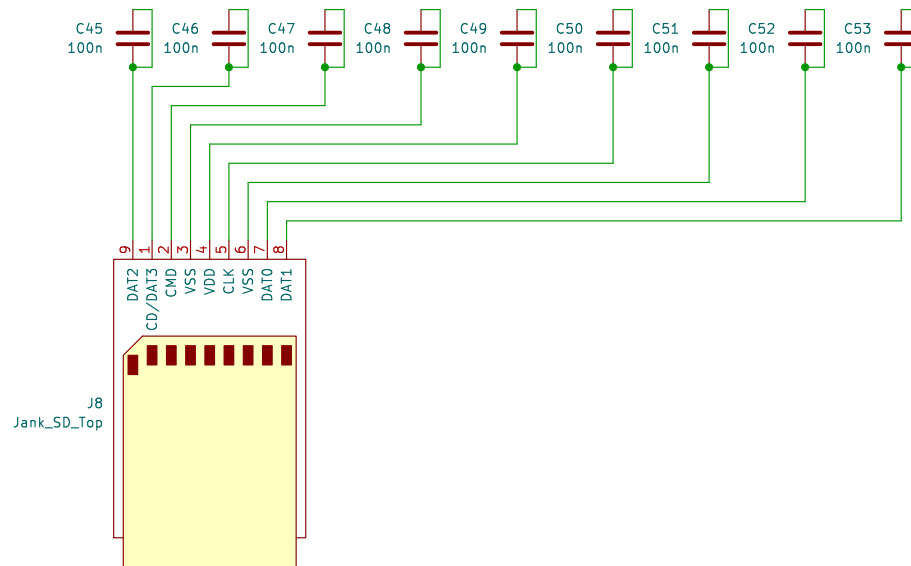 C45 C46 C47 C48 C49 C50 C51 C52 C53
100n 100n 100n 100n 100n 100n 100n 100n 100n
9 1 2 3 4 5 6 7 8
DAT2 CD/DAT3 CMD VSS VDD CLK VSS DAT0 DAT1
J8
Jank_SD_Top